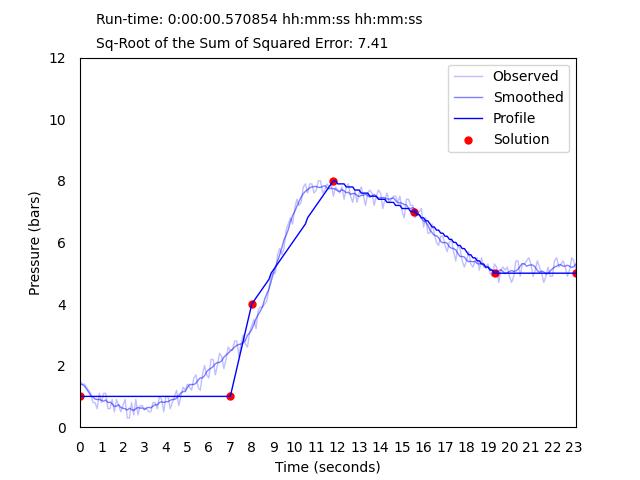 Run-time: 0:00:00.570854 hh:mm:ss hh:mm:ss
Sq-Root of the Sum of Squared Error: 7.41
12
10
8
6
4
2
0
Pressure (bars)
Observed
Smoothed
Profile
Solution
0 1 2 3 4 5 6 7 8 9 10 11 12 13 14 15 16 17 18 19 20 21 22 23
Time (seconds)